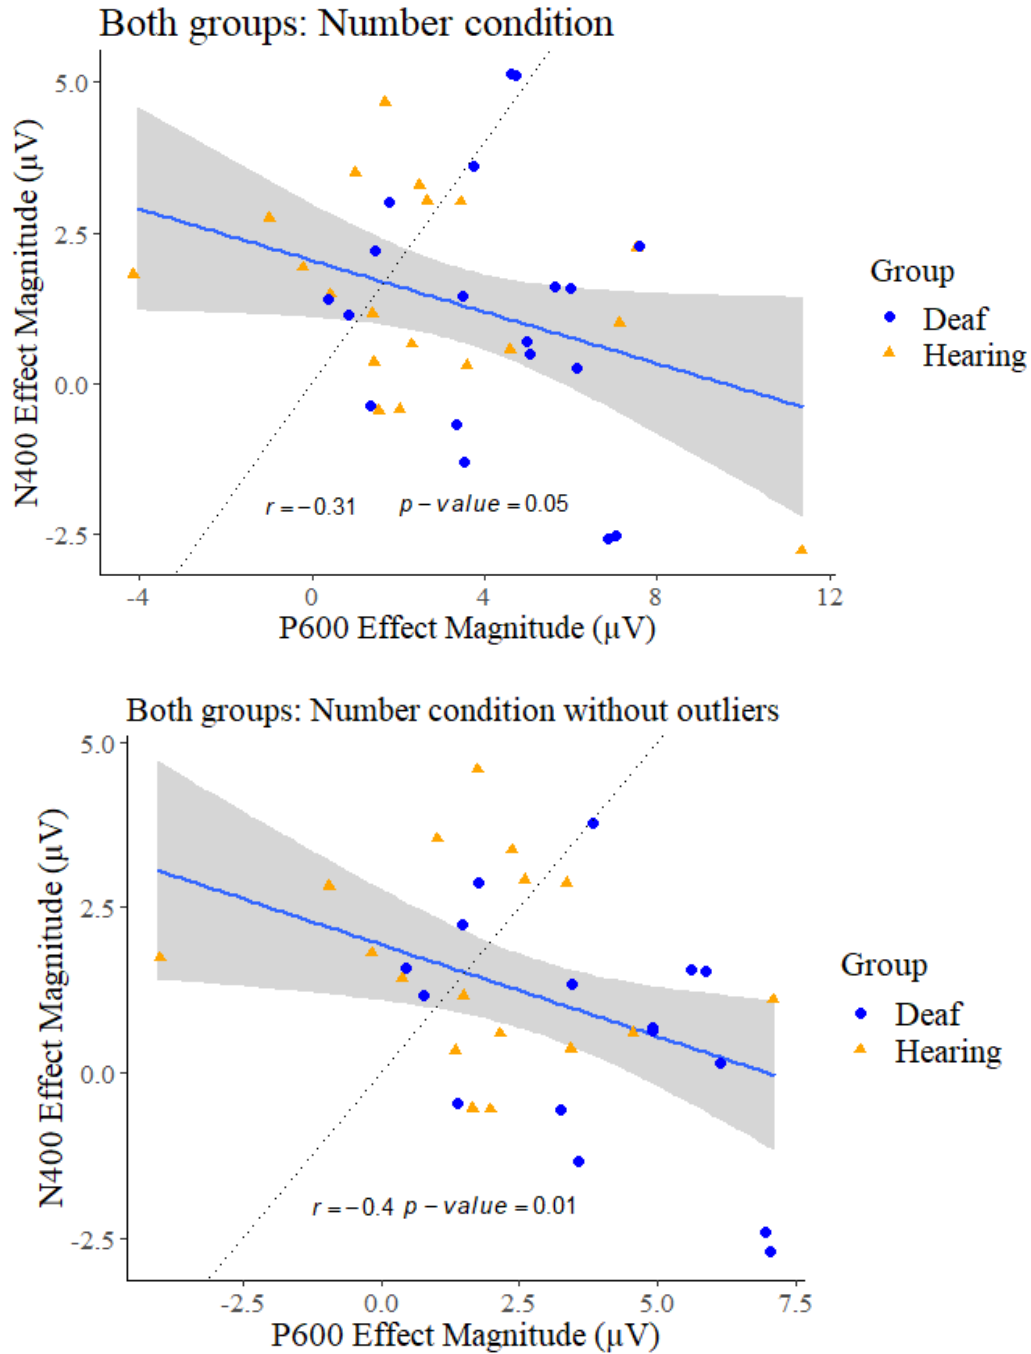 Both groups: Number condition
N400 Effect Magnitude (µV)
5.0
2.5
0.0
-2.5
r = −0.31 p − value = 0.05
-4 0 4 8 12
P600 Effect Magnitude (µV)
Group
Deaf
Hearing
Both groups: Number condition without outliers
N400 Effect Magnitude (µV)
5.0
2.5
0.0
-2.5
r = −0.4 p − value = 0.01
-2.5 0.0 2.5 5.0 7.5
P600 Effect Magnitude (µV)
Group
Deaf
Hearing